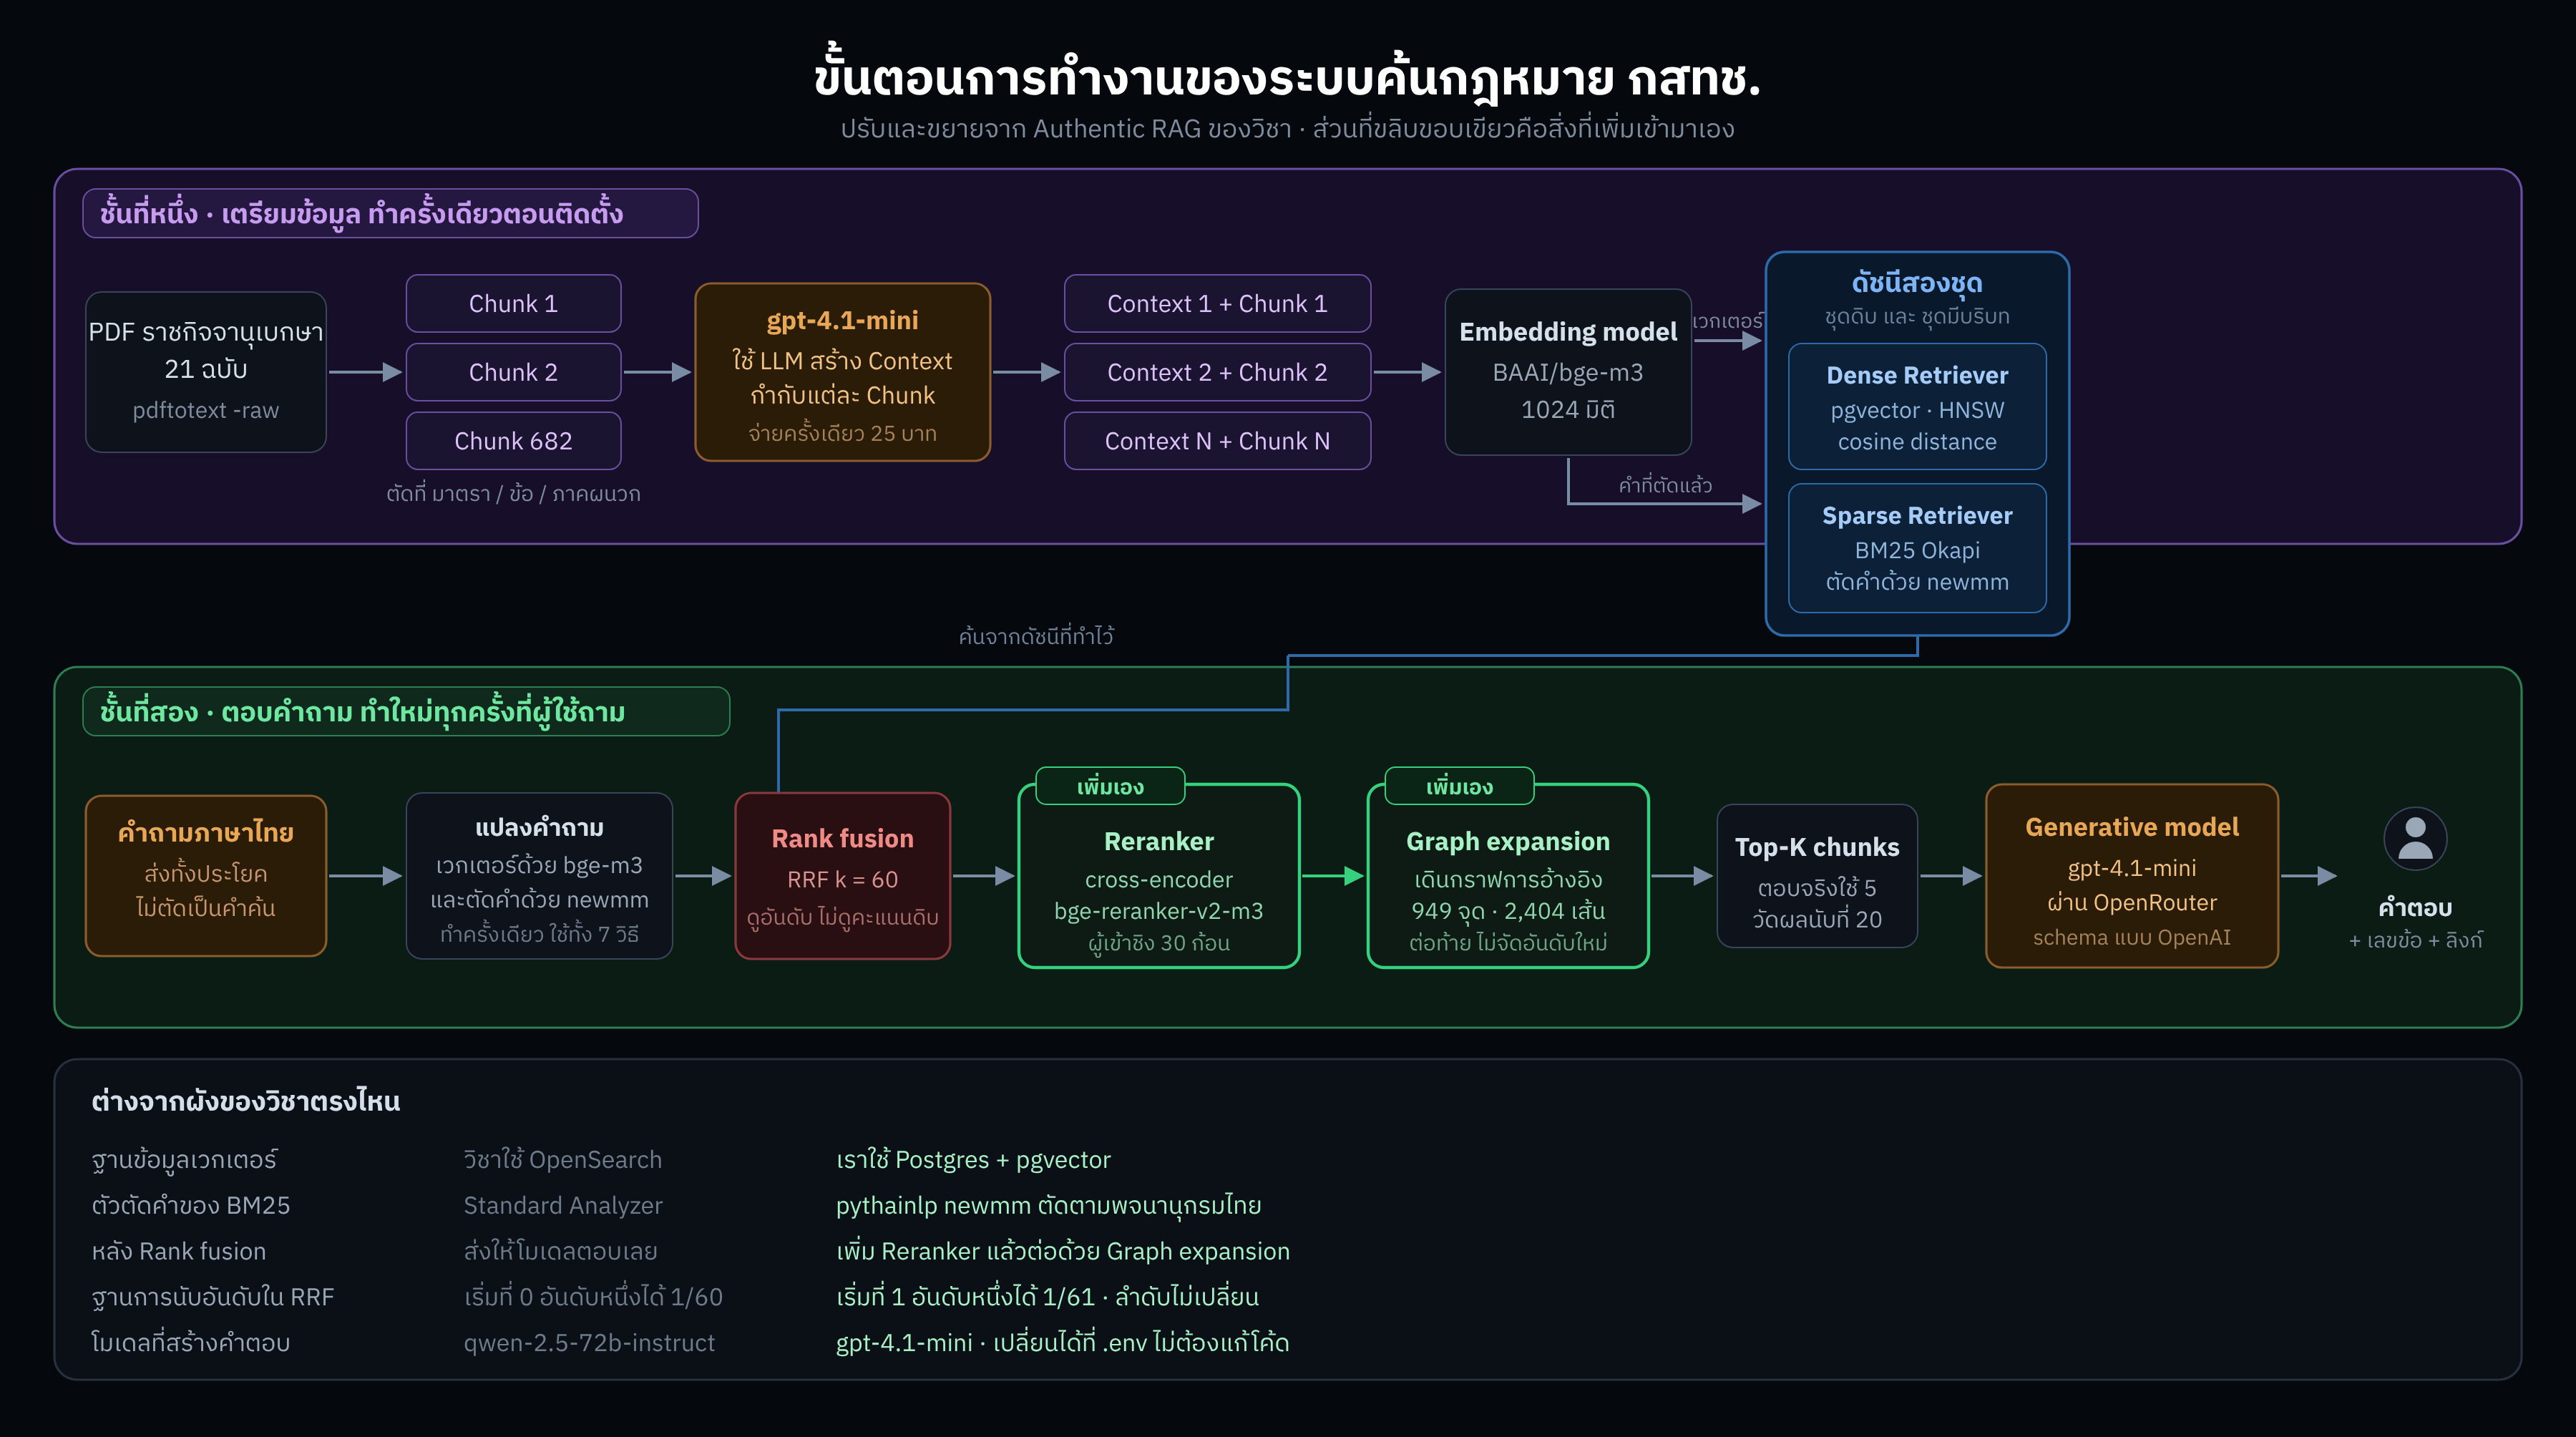 ขั้นตอนการทำงานของระบบค้นกฎหมาย กสทช.
ปรับและขยายจาก Authentic RAG ของวิชา · ส่วนที่ขลิบขอบเขียวคือสิ่งที่เพิ่มเข้ามาเอง
ชั้นที่หนึ่ง · เตรียมข้อมูล ทำครั้งเดียวตอนติดตั้ง
PDF ราชกิจจานุเบกษา
21 ฉบับ
pdftotext -raw
Chunk 1
Chunk 2
Chunk 682
ตัดที่ มาตรา / ข้อ / ภาคผนวก
gpt-4.1-mini
ใช้ LLM สร้าง Context
กำกับแต่ละ Chunk
จ่ายครั้งเดียว 25 บาท
Context 1 + Chunk 1
Context 2 + Chunk 2
Context N + Chunk N
Embedding model
BAAI/bge-m3
1024 มิติ
เวกเตอร์
คำที่ตัดแล้ว
ดัชนีสองชุด
ชุดดิบ และ ชุดมีบริบท
Dense Retriever
pgvector · HNSW
cosine distance
Sparse Retriever
BM25 Okapi
ตัดคำด้วย newmm
ค้นจากดัชนีที่ทำไว้
ชั้นที่สอง · ตอบคำถาม ทำใหม่ทุกครั้งที่ผู้ใช้ถาม
คำถามภาษาไทย
ส่งทั้งประโยค
ไม่ตัดเป็นคำค้น
แปลงคำถาม
เวกเตอร์ด้วย bge-m3
และตัดคำด้วย newmm
ทำครั้งเดียว ใช้ทั้ง 7 วิธี
Rank fusion
RRF k = 60
ดูอันดับ ไม่ดูคะแนนดิบ
เพิ่มเอง
Reranker
cross-encoder
bge-reranker-v2-m3
ผู้เข้าชิง 30 ก้อน
เพิ่มเอง
Graph expansion
เดินกราฟการอ้างอิง
949 จุด · 2,404 เส้น
ต่อท้าย ไม่จัดอันดับใหม่
Top-K chunks
ตอบจริงใช้ 5
วัดผลนับที่ 20
Generative model
gpt-4.1-mini
ผ่าน OpenRouter
schema แบบ OpenAI
คำตอบ
+ เลขข้อ + ลิงก์
ต่างจากผังของวิชาตรงไหน
ฐานข้อมูลเวกเตอร์ วิชาใช้ OpenSearch เราใช้ Postgres + pgvector
ตัวตัดคำของ BM25 Standard Analyzer pythainlp newmm ตัดตามพจนานุกรมไทย
หลัง Rank fusion ส่งให้โมเดลตอบเลย เพิ่ม Reranker แล้วต่อด้วย Graph expansion
ฐานการนับอันดับใน RRF เริ่มที่ 0 อันดับหนึ่งได้ 1/60 เริ่มที่ 1 อันดับหนึ่งได้ 1/61 · ลำดับไม่เปลี่ยน
โมเดลที่สร้างคำตอบ qwen-2.5-72b-instruct gpt-4.1-mini · เปลี่ยนได้ที่ .env ไม่ต้องแก้โค้ด